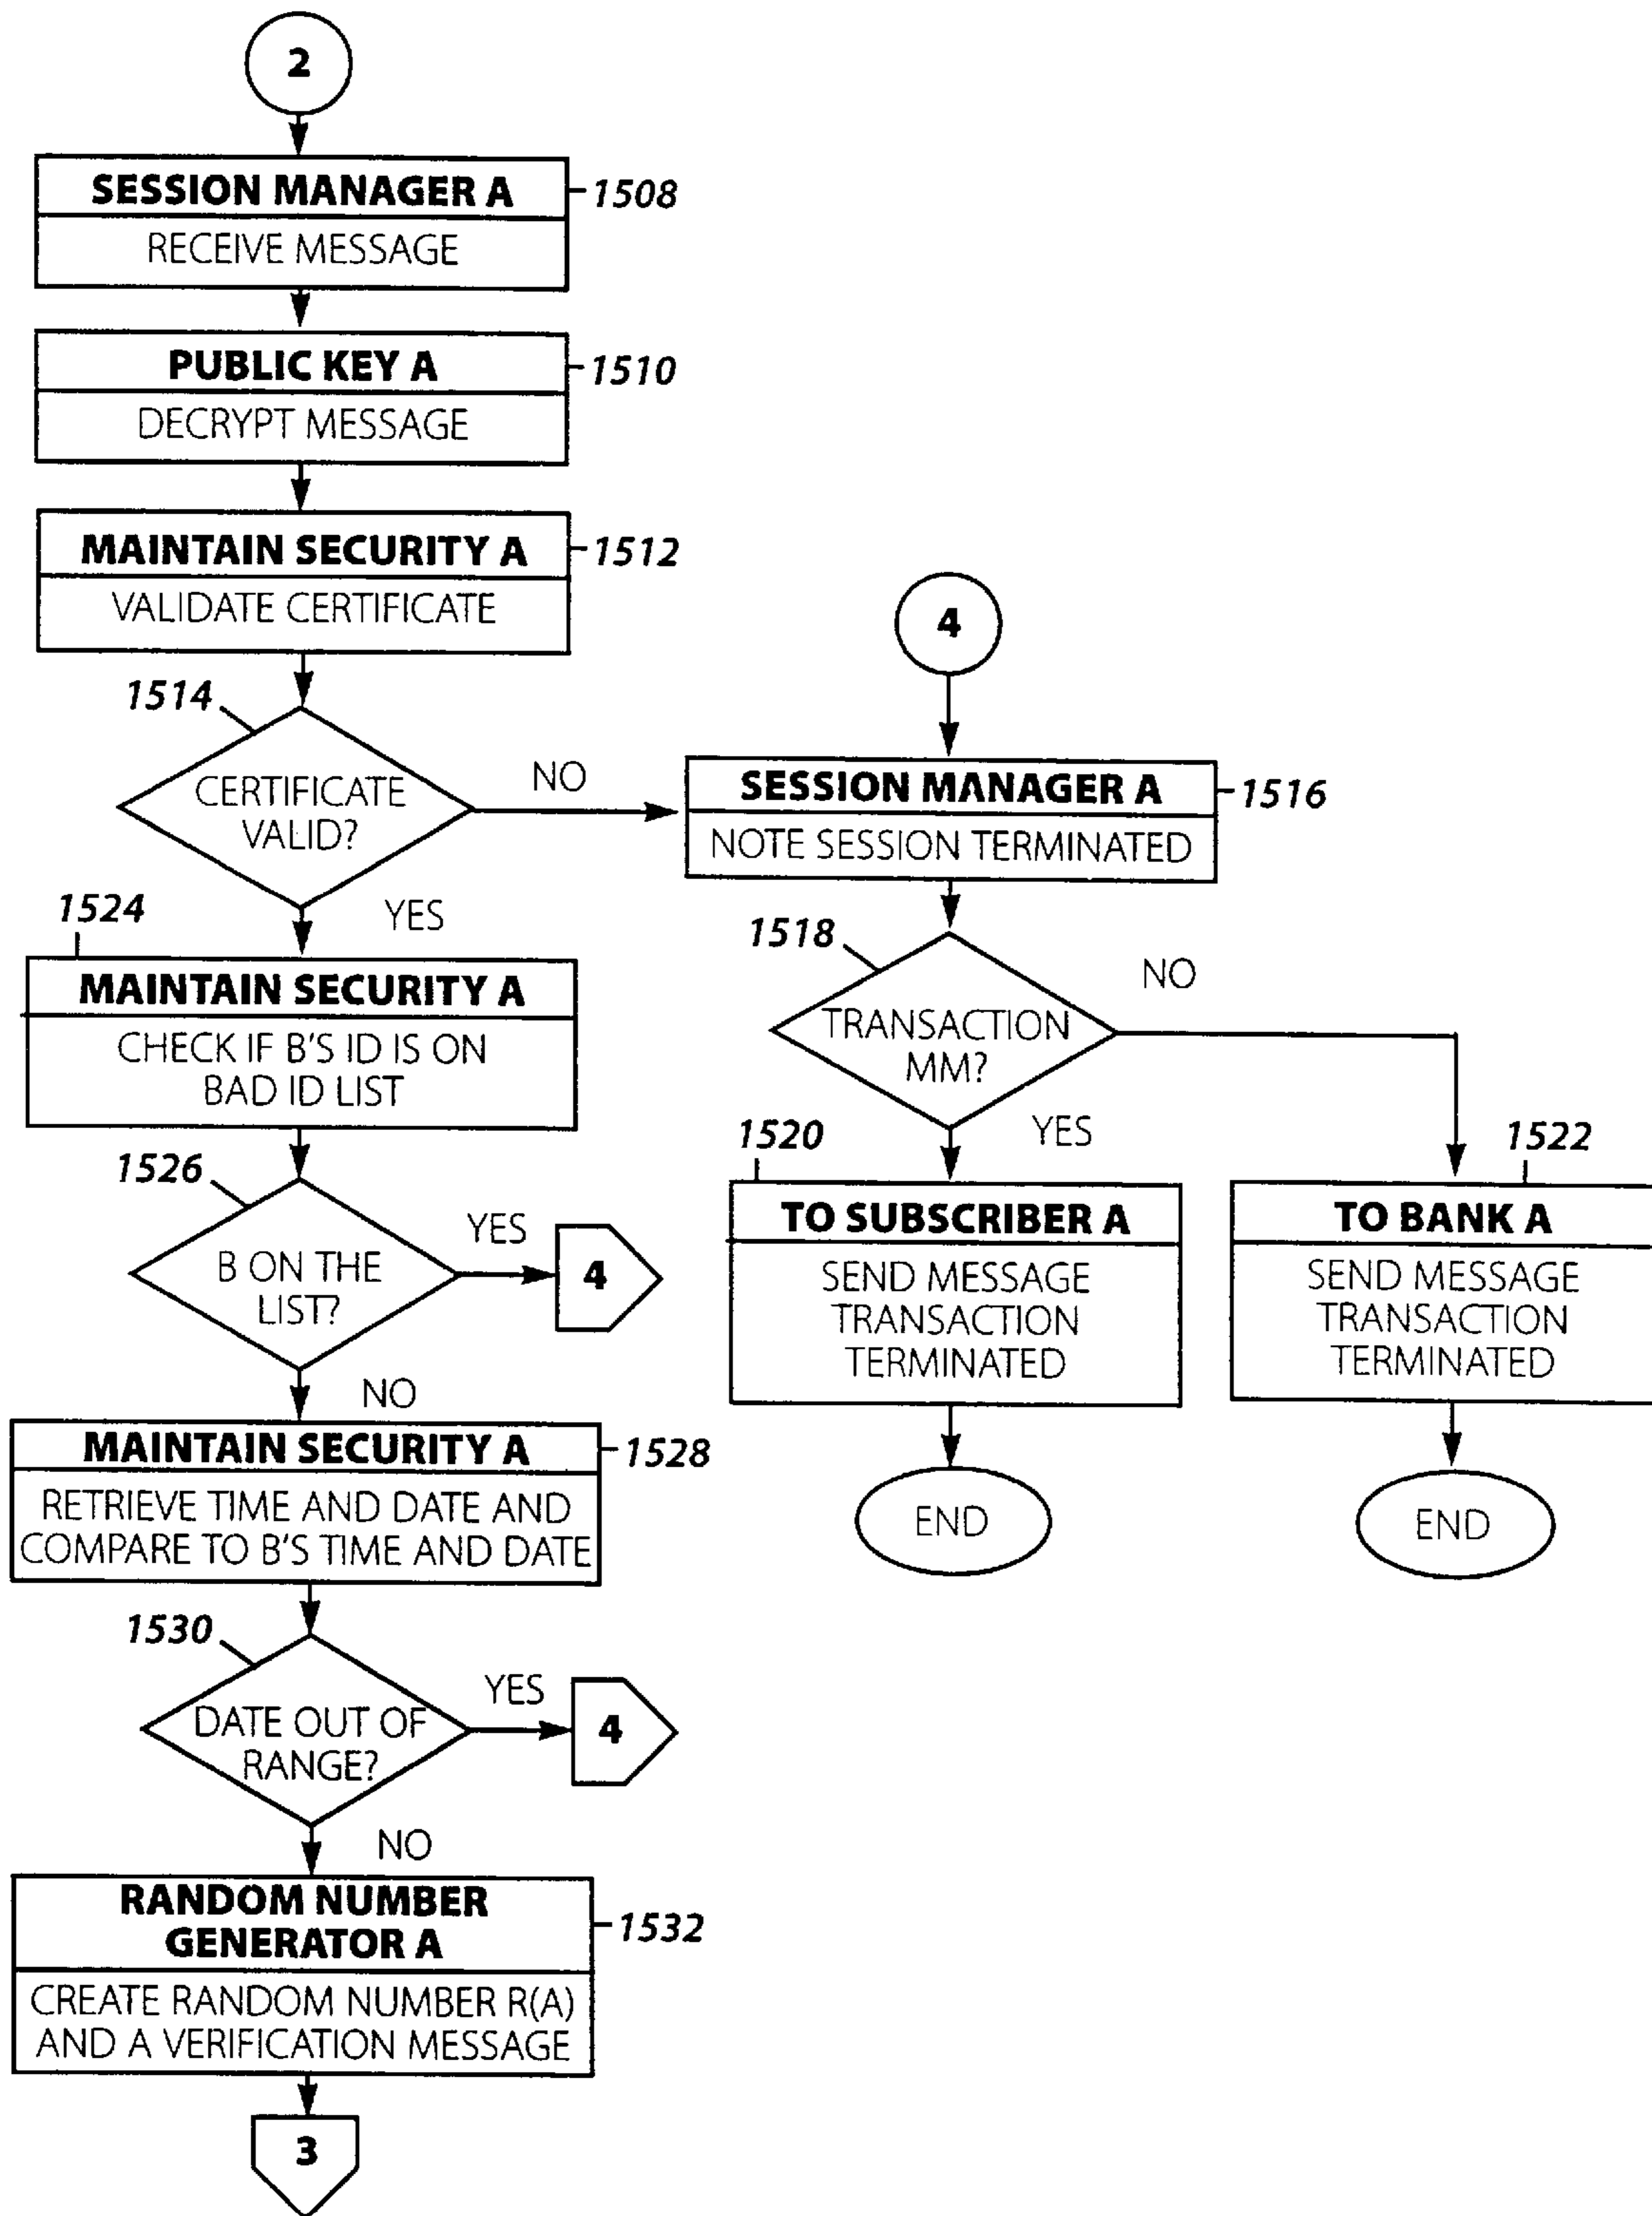 2
SESSION MANAGER A
1508
RECEIVE MESSAGE
PUBLIC KEY A
1510
DECRYPT MESSAGE
MAINTAIN SECURITY A
1512
VALIDATE CERTIFICATE
1514
CERTIFICATE
VALID?
NO
YES
4
SESSION MANAGER A
1516
NOTE SESSION TERMINATED
1518
TRANSACTION
MM?
NO
YES
1520
TO SUBSCRIBER A
SEND MESSAGE
TRANSACTION
TERMINATED
END
1522
TO BANK A
SEND MESSAGE
TRANSACTION
TERMINATED
END
1524
MAINTAIN SECURITY A
CHECK IF B'S ID IS ON
BAD ID LIST
1526
B ON THE
LIST?
YES
4
NO
MAINTAIN SECURITY A
1528
RETRIEVE TIME AND DATE AND
COMPARE TO B'S TIME AND DATE
1530
DATE OUT OF
RANGE?
YES
4
NO
RANDOM NUMBER
GENERATOR A
1532
CREATE RANDOM NUMBER R(A)
AND A VERIFICATION MESSAGE
3